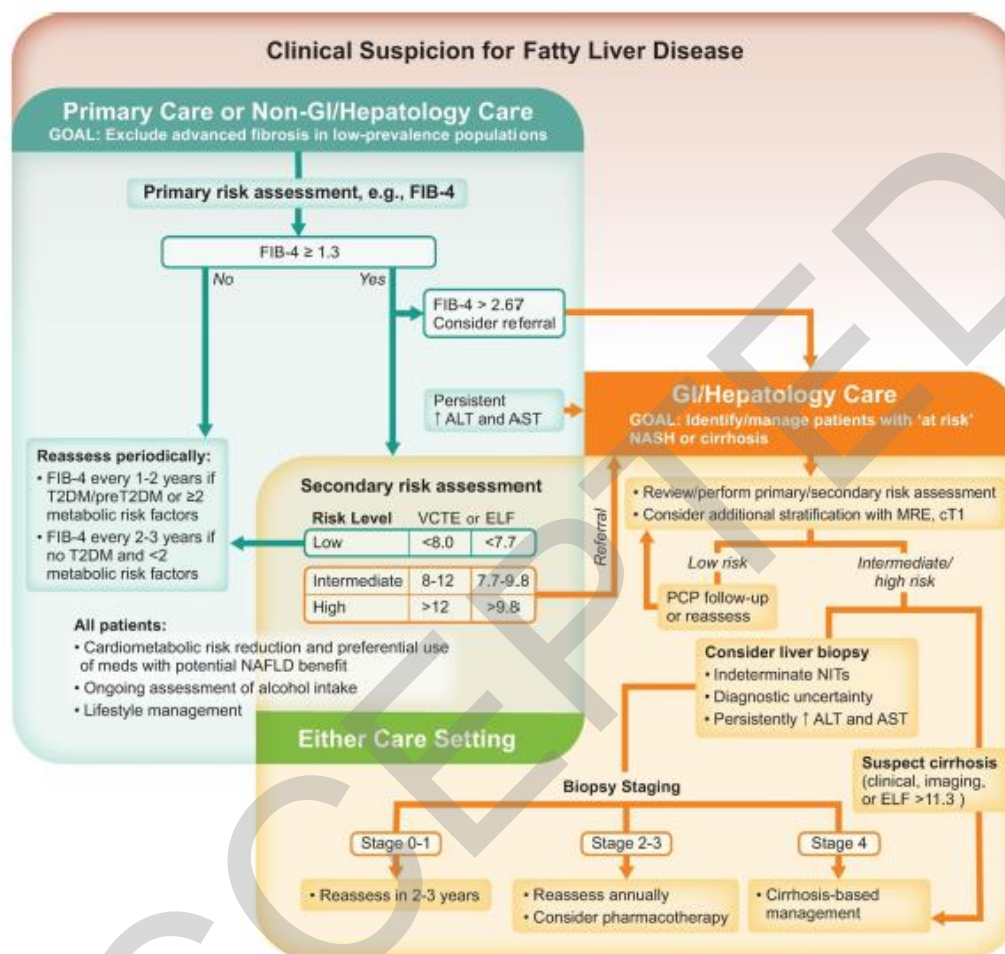 Clinical Suspicion for Fatty Liver Disease
Primary Care or Non-GI/Hepatology Care
GOAL: Exclude advanced fibrosis in low-prevalence populations
Primary risk assessment, e.g., FIB-4
FIB-4 ≥ 1.3
No
Yes
FIB-4 > 2.67
Consider referral
Persistent
↑ ALT and AST
GI/Hepatology Care
GOAL: Identify/manage patients with ‘at risk’
NASH or cirrhosis
Reassess periodically:
• FIB-4 every 1-2 years if
T2DM/preT2DM or ≥2
metabolic risk factors
• FIB-4 every 2-3 years if
no T2DM and <2
metabolic risk factors
Secondary risk assessment
Risk Level VCTE or ELF
Low <8.0 <7.7
Intermediate 8-12 7.7-9.8
High >12 >9.8
Referral
• Review/perform primary/secondary risk assessment
• Consider additional stratification with MRE, cT1
Low risk
Intermediate/
high risk
PCP follow-up
or reassess
All patients:
• Cardiometabolic risk reduction and preferential use
of meds with potential NAFLD benefit
• Ongoing assessment of alcohol intake
• Lifestyle management
Consider liver biopsy
• Indeterminate NITs
• Diagnostic uncertainty
• Persistently ↑ ALT and AST
Either Care Setting
Suspect cirrhosis
(clinical, imaging,
or ELF >11.3 )
Biopsy Staging
Stage 0-1
Stage 2-3
Stage 4
• Reassess in 2-3 years
• Reassess annually
• Consider pharmacotherapy
• Cirrhosis-based
management
CCEPTED